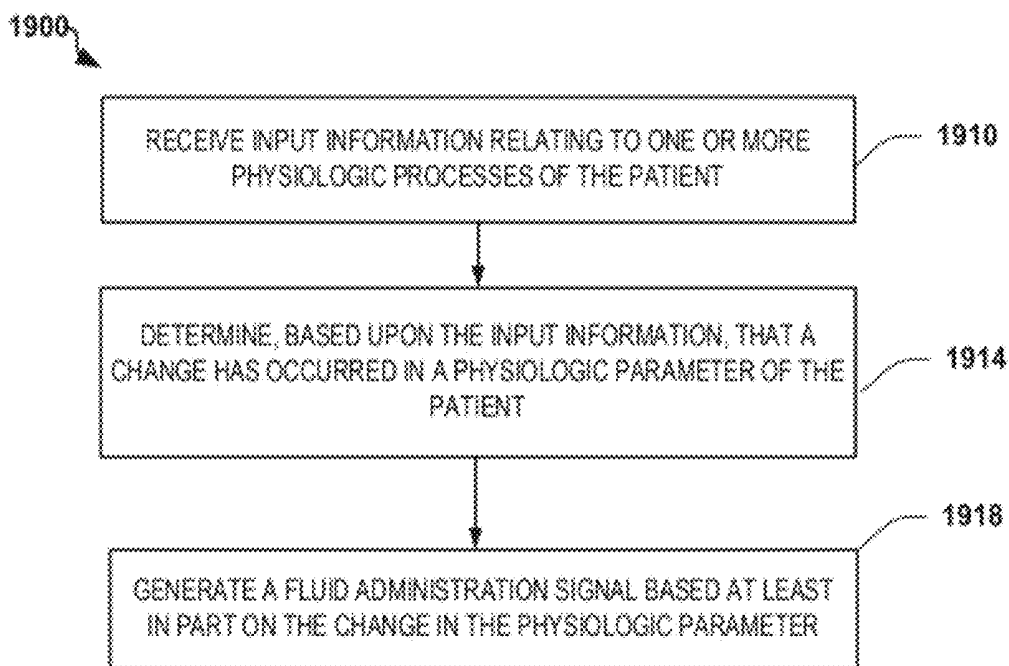 1900
RECEIVE INPUT INFORMATION RELATING TO ONE OR MORE
PHYSIOLOGIC PROCESSES OF THE PATIENT
1910
DETERMINE, BASED UPON THE INPUT INFORMATION, THAT A
CHANGE HAS OCCURRED IN A PHYSIOLOGIC PARAMETER OF THE
PATIENT
1914
GENERATE A FLUID ADMINISTRATION SIGNAL BASED AT LEAST
IN PART ON THE CHANGE IN THE PHYSIOLOGIC PARAMETER
1918